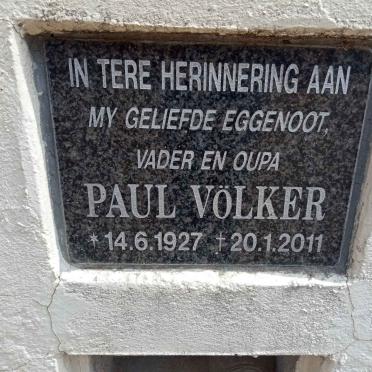 IN TERE HERINNERING AAN
MY GELIEFDE EGGENOOT,
VADER EN OUPA
PAUL VöLKER
* 14.6.1927 † 20.1.2011